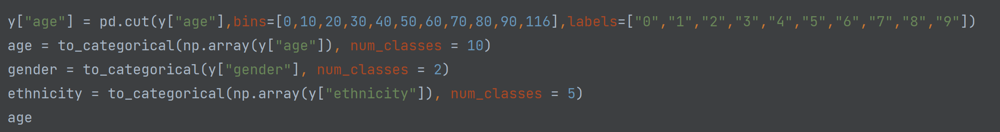 y["age"] = pd.cut(y["age"],bins=[0,10,20,30,40,50,60,70,80,90,116],labels=["0","1","2","3","4","5","6","7","8","9"])
age = to_categorical(np.array(y["age"]), num_classes = 10)
gender = to_categorical(y["gender"], num_classes = 2)
ethnicity = to_categorical(np.array(y["ethnicity"]), num_classes = 5)
age